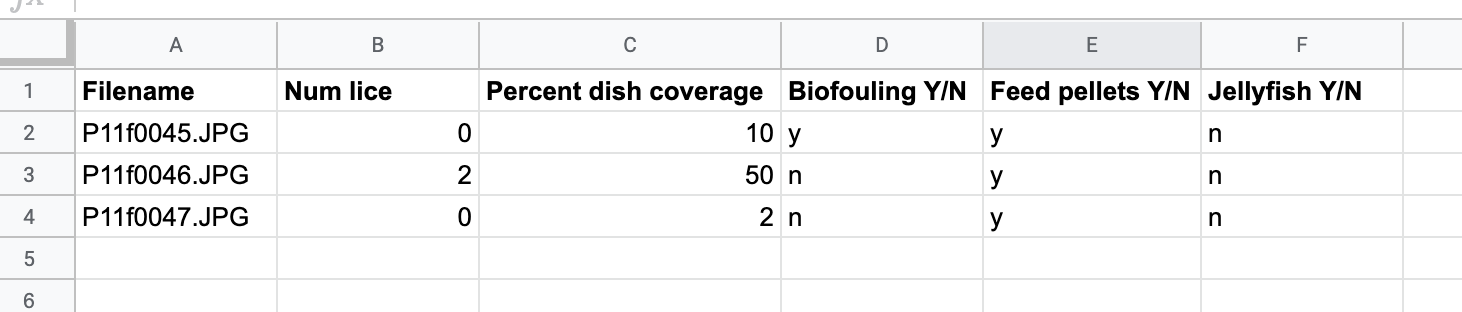 A B C D E F
1 Filename Num lice Percent dish coverage Biofouling Y/N Feed pellets Y/N Jellyfish Y/N
2 P11f0045.JPG 0 10 y y n
3 P11f0046.JPG 2 50 n y n
4 P11f0047.JPG 0 2 n y n
5
6